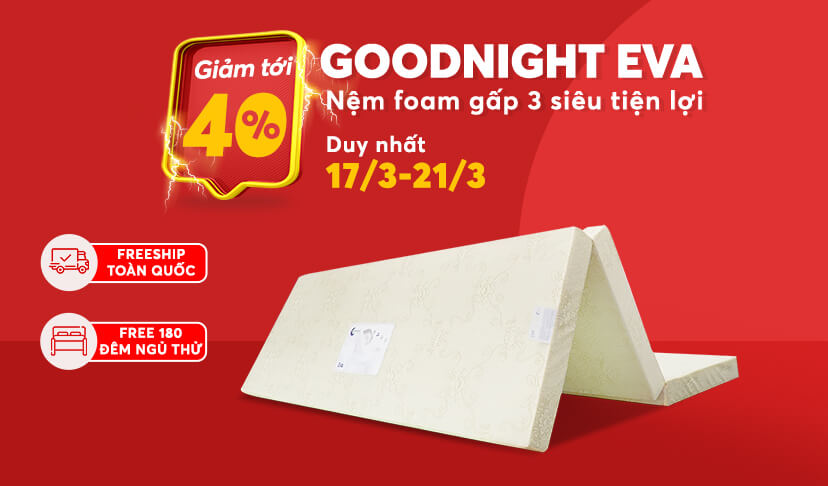 Giảm tới
40%
GOODNIGHT EVA
Nệm foam gấp 3 siêu tiện lợi
Duy nhất
17/3-21/3
FREESHIP
TOÀN QUỐC
FREE 180
ĐÊM NGỦ THỬ